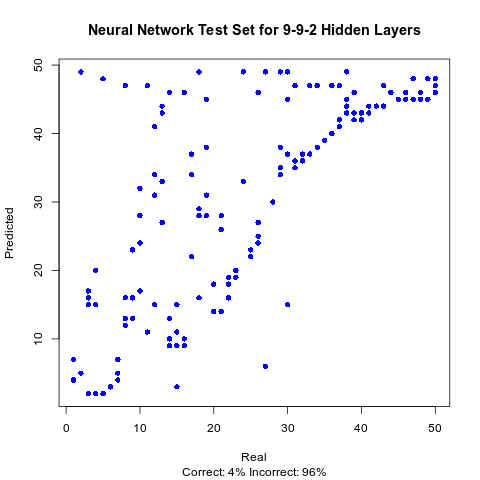 Neural Network Test Set for 9-9-2 Hidden Layers
Predicted
50
40
30
20
10
0 10 20 30 40 50
Real
Correct: 4% Incorrect: 96%